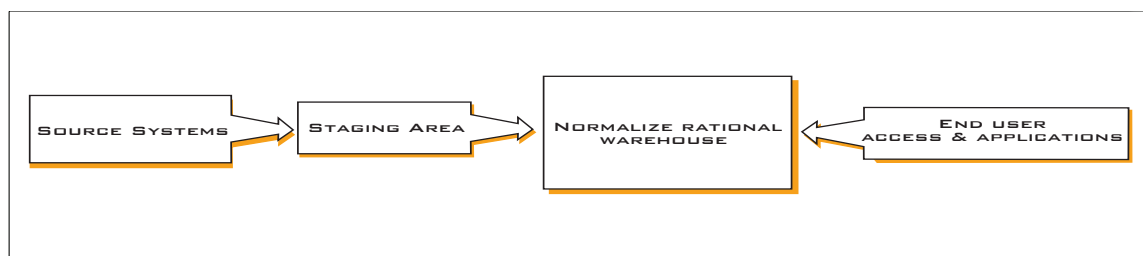 SOURCE SYSTEMS
STAGING AREA
NORMALIZE RATIONAL
WAREHOUSE
END USER
ACCESS & APPLICATIONS